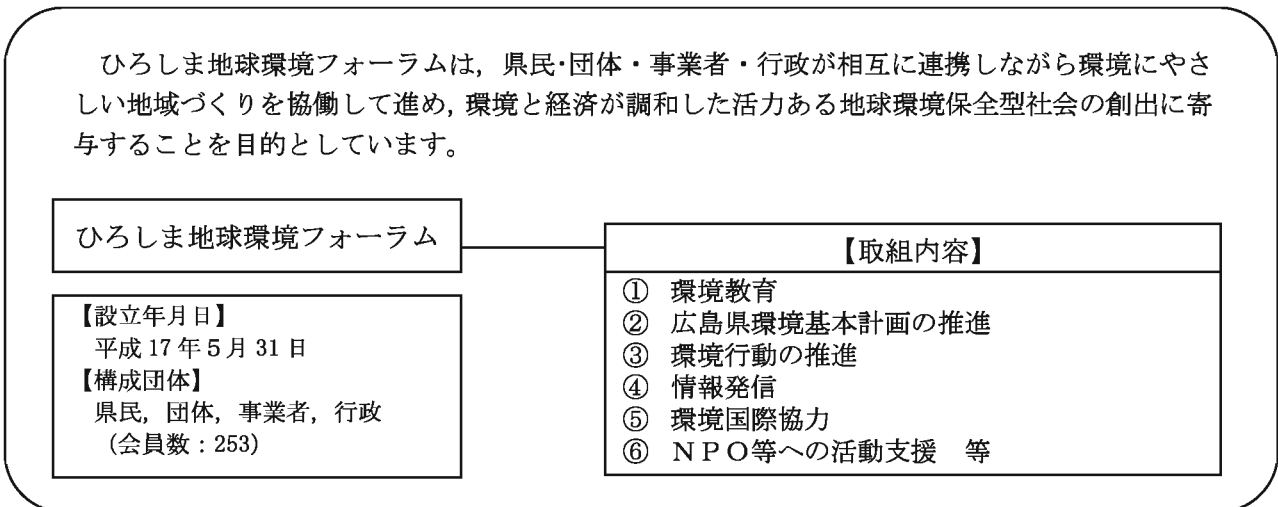 ひろしま地球環境フォーラムは，県民・団体・事業者・行政が相互に連携しながら環境にやさ
しい地域づくりを協働して進め，環境と経済が調和した活力ある地球環境保全型社会の創出に寄
与することを目的としています。
ひろしま地球環境フォーラム
【設立年月日】
平成 17 年 5 月 31 日
【構成団体】
県民，団体，事業者，行政
（会員数：253）
【取組内容】
① 環境教育
② 広島県環境基本計画の推進
③ 環境行動の推進
④ 情報発信
⑤ 環境国際協力
⑥ ＮＰＯ等への活動支援　等